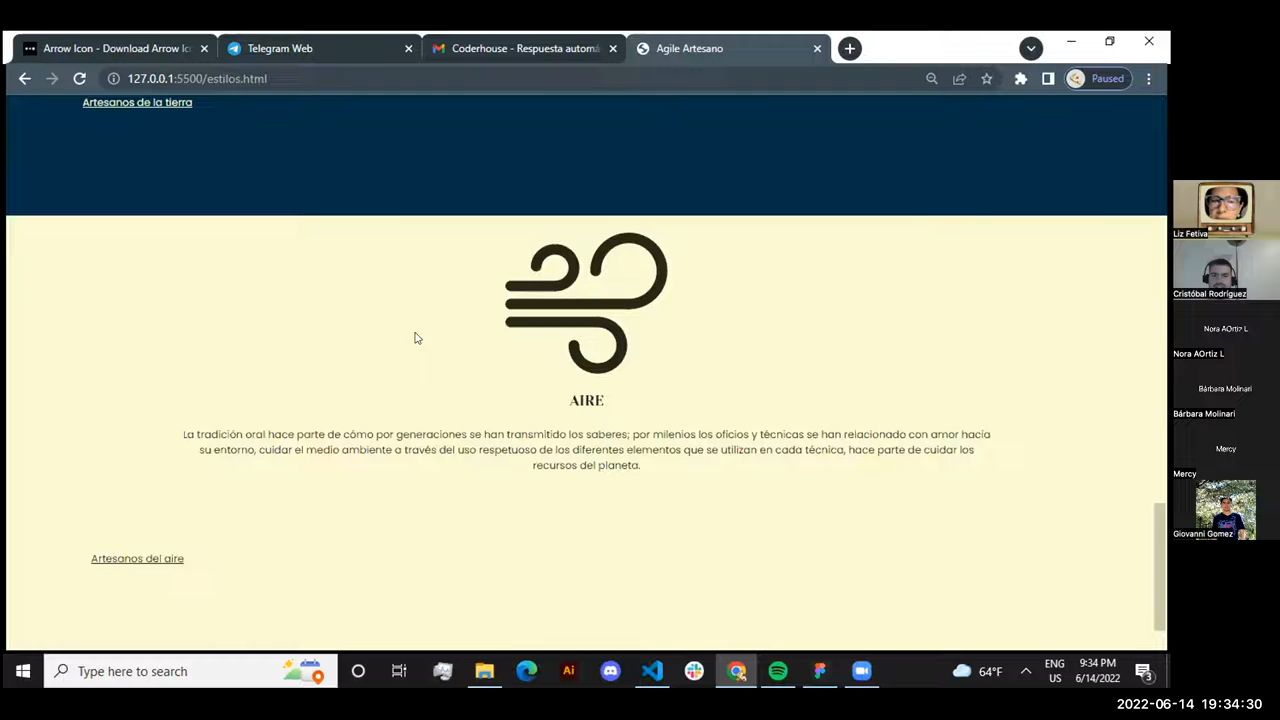 Arrow Icon - Download Arrow Ic
Telegram Web
Coderhouse - Respuesta automá
Agile Artesano
127.0.0.1:5500/estilos.html
Paused
Artesanos de la tierra
AIRE
La tradición oral hace parte de cómo por generaciones se han transmitido los saberes; por milenios los oficios y técnicas se han relacionado con amor hacia
su entorno, cuidar el medio ambiente a través del uso respetuoso de los diferentes elementos que se utilizan en cada técnica, hace parte de cuidar los
recursos del planeta.
Artesanos del aire
Liz Fetiva
Cristóbal Rodríguez
Nora AOrtiz L
Nora AOrtiz L
Bárbara Molinari
Bárbara Molinari
Mercy
Mercy
Giovanni Gomez
Type here to search
Ai
64°F
ENG
US
9:34 PM
6/14/2022
3
2022-06-14 19:34:30